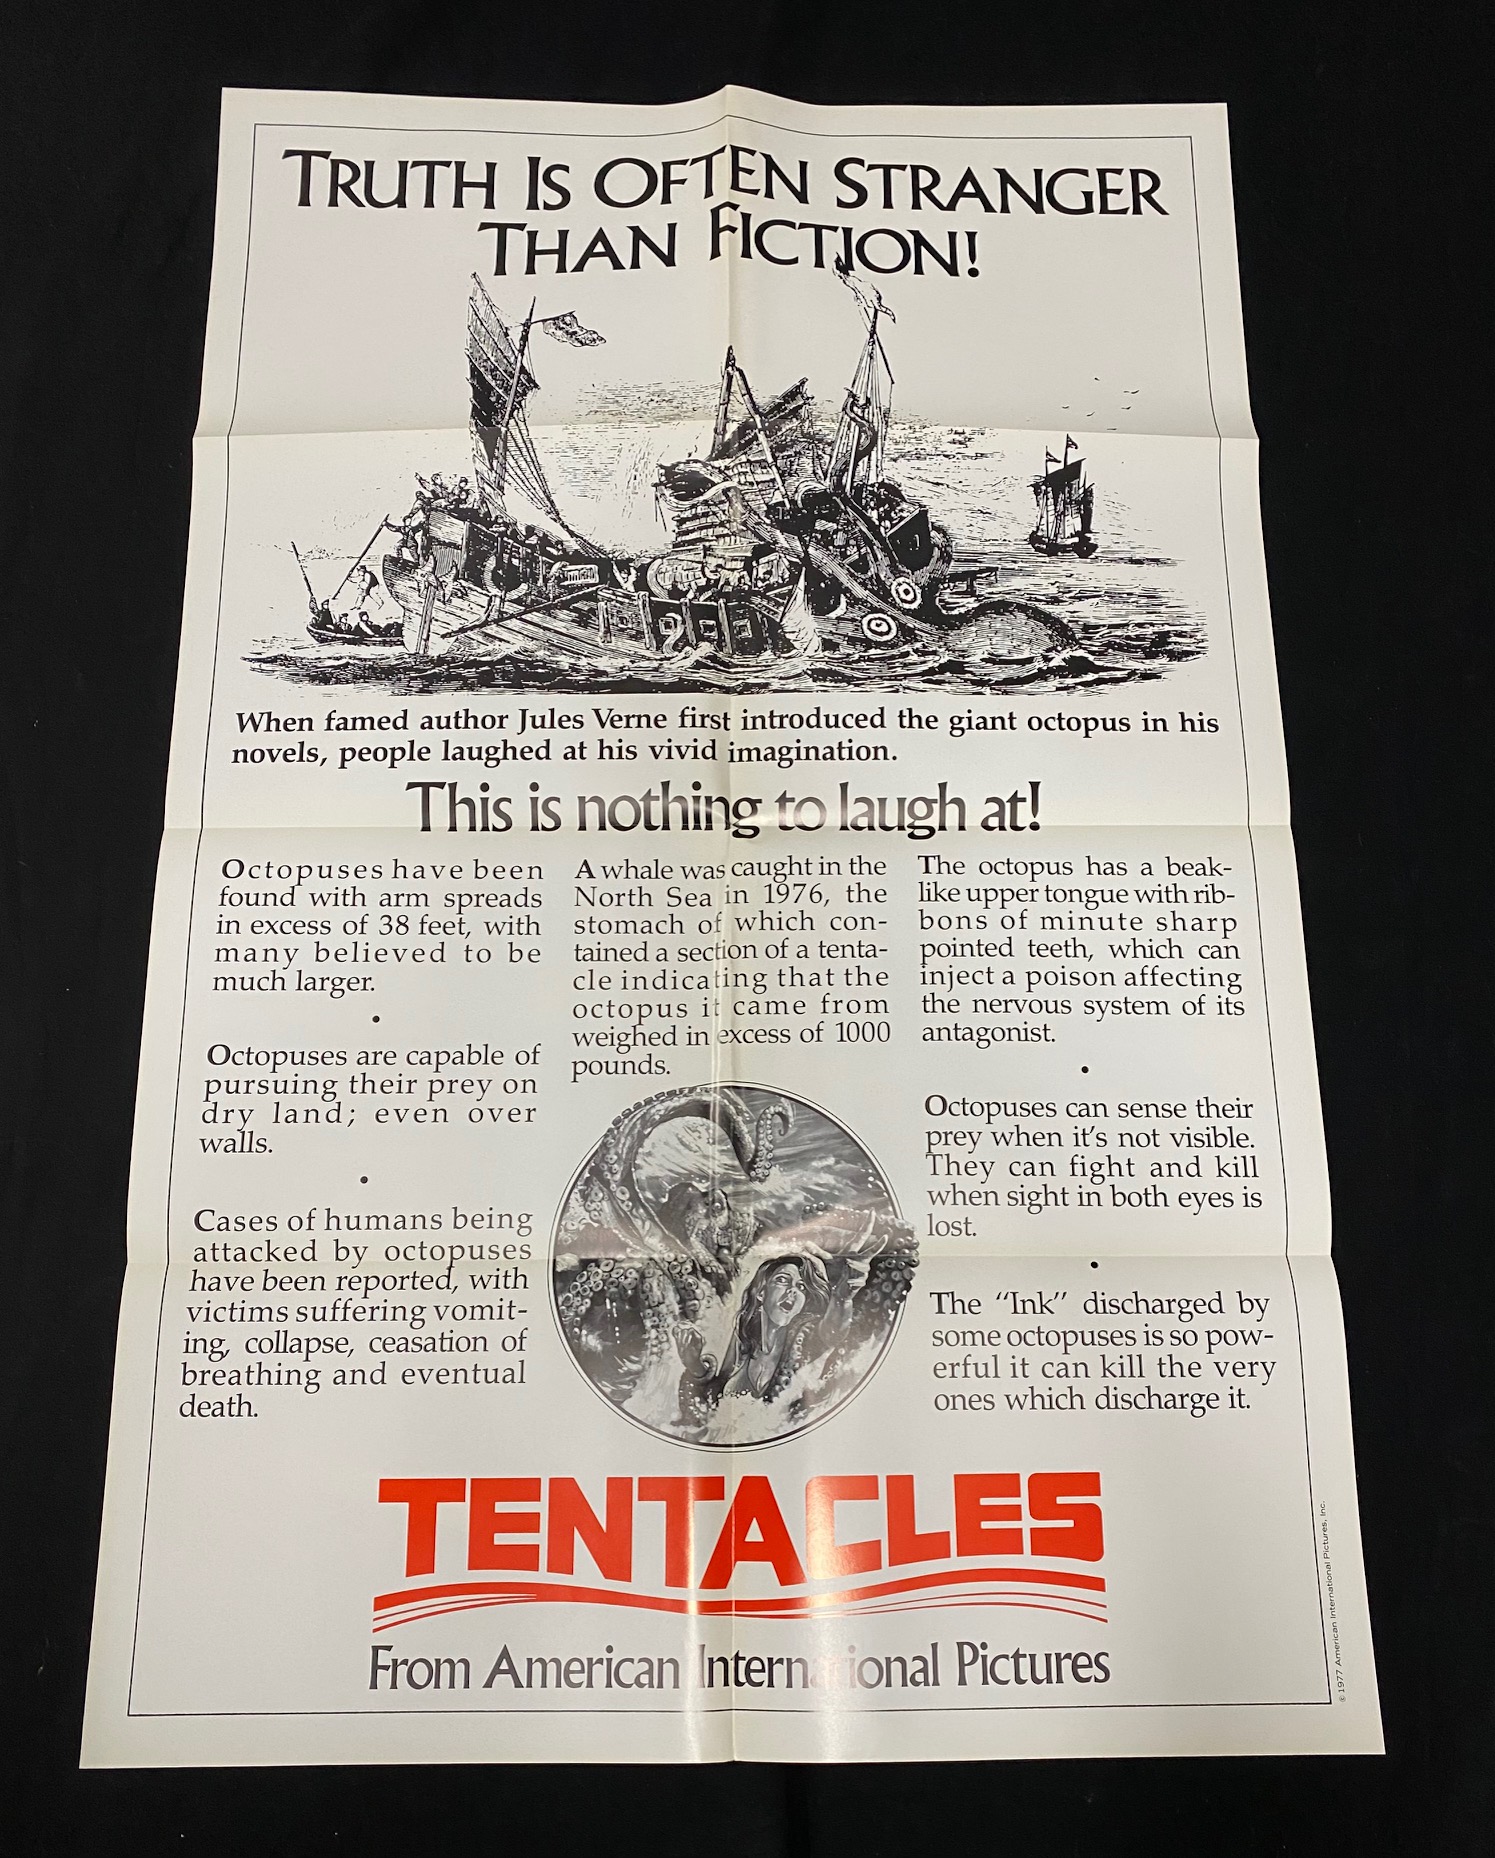 TRUTH IS OFTEN STRANGER
THAN FICTION!
When famed author Jules Verne first introduced the giant octopus in his
novels, people laughed at his vivid imagination.
This is nothing to laugh at!
Octopuses have been
found with arm spreads
in excess of 38 feet, with
many believed to be
much larger.
•
Octopuses are capable of
pursuing their prey on
dry land; even over
walls.
•
Cases of humans being
attacked by octopuses
have been reported, with
victims suffering vomit-
ing, collapse, ceasation of
breathing and eventual
death.
A whale was caught in the
North Sea in 1976, the
stomach of which con-
tained a section of a tenta-
cle indicating that the
octopus it came from
weighed in excess of 1000
pounds.
The octopus has a beak-
like upper tongue with rib-
bons of minute sharp
pointed teeth, which can
inject a poison affecting
the nervous system of its
antagonist.
•
Octopuses can sense their
prey when it's not visible.
They can fight and kill
when sight in both eyes is
lost.
•
The "Ink" discharged by
some octopuses is so pow-
erful it can kill the very
ones which discharge it.
TENTACLES
From American International Pictures
©1977 American International Pictures, Inc.